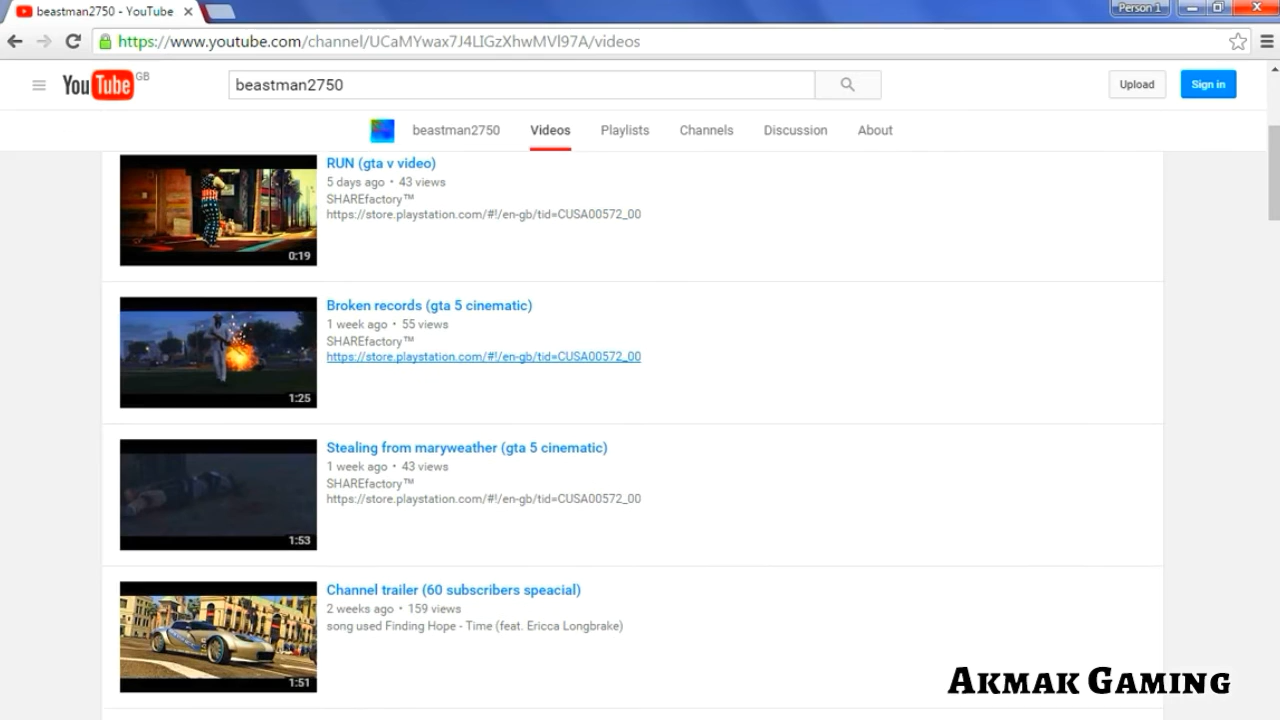 beastman2750 - YouTube
Person 1
https://www.youtube.com/channel/UCaMYwax7J4LIGzXhwMVl97A/videos
YouTube GB
beastman2750
Upload
Sign in
beastman2750
Videos
Playlists
Channels
Discussion
About
RUN (gta v video)
5 days ago • 43 views
SHAREfactory™
https://store.playstation.com/#!/en-gb/tid=CUSA00572_00
0:19
Broken records (gta 5 cinematic)
1 week ago • 55 views
SHAREfactory™
https://store.playstation.com/#!/en-gb/tid=CUSA00572_00
1:25
Stealing from maryweather (gta 5 cinematic)
1 week ago • 43 views
SHAREfactory™
https://store.playstation.com/#!/en-gb/tid=CUSA00572_00
1:53
Channel trailer (60 subscribers speacial)
2 weeks ago • 159 views
song used Finding Hope - Time (feat. Ericca Longbrake)
1:51
Akmak Gaming